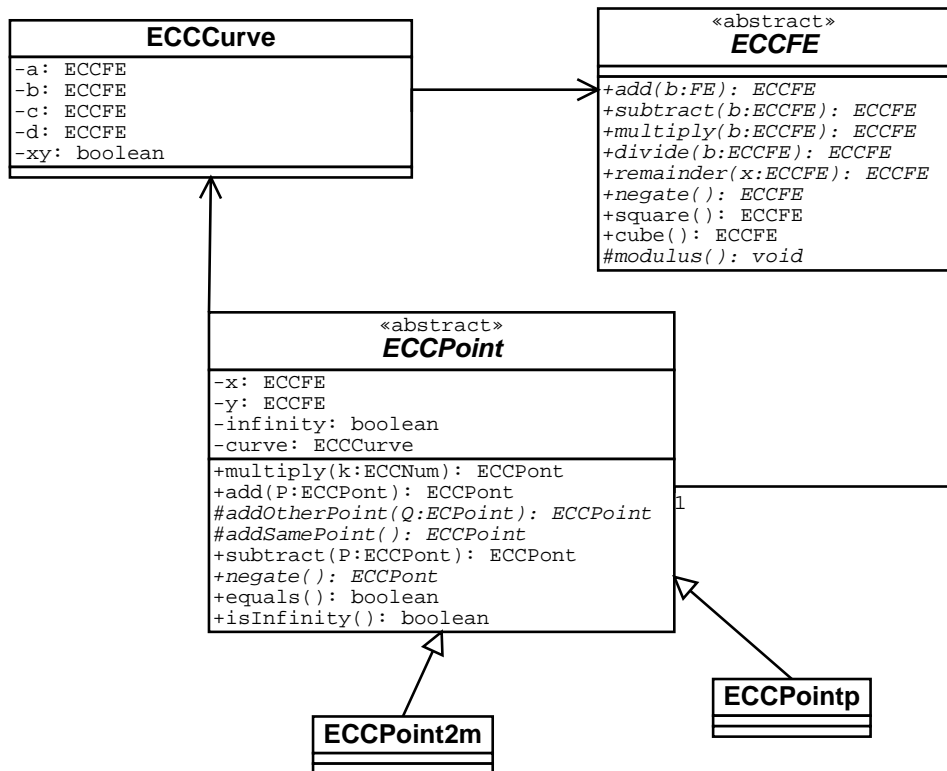 ECCCurve
-a: ECCFE
-b: ECCFE
-c: ECCFE
-d: ECCFE
-xy: boolean
«abstract»
ECCFE
+add(b:FE): ECCFE
+subtract(b:ECCFE): ECCFE
+multiply(b:ECCFE): ECCFE
+divide(b:ECCFE): ECCFE
+remainder(x:ECCFE): ECCFE
+negate(): ECCFE
+square(): ECCFE
+cube(): ECCFE
#modulus(): void
«abstract»
ECCPoint
-x: ECCFE
-y: ECCFE
-infinity: boolean
-curve: ECCCurve
+multiply(k:ECCNum): ECCPont
+add(P:ECCPont): ECCPont
#addOtherPoint(Q:ECPoint): ECCPoint
#addSamePoint(): ECCPoint
+subtract(P:ECCPont): ECCPont
+negate(): ECCPont
+equals(): boolean
+isInfinity(): boolean
1
ECCPointp
ECCPoint2m